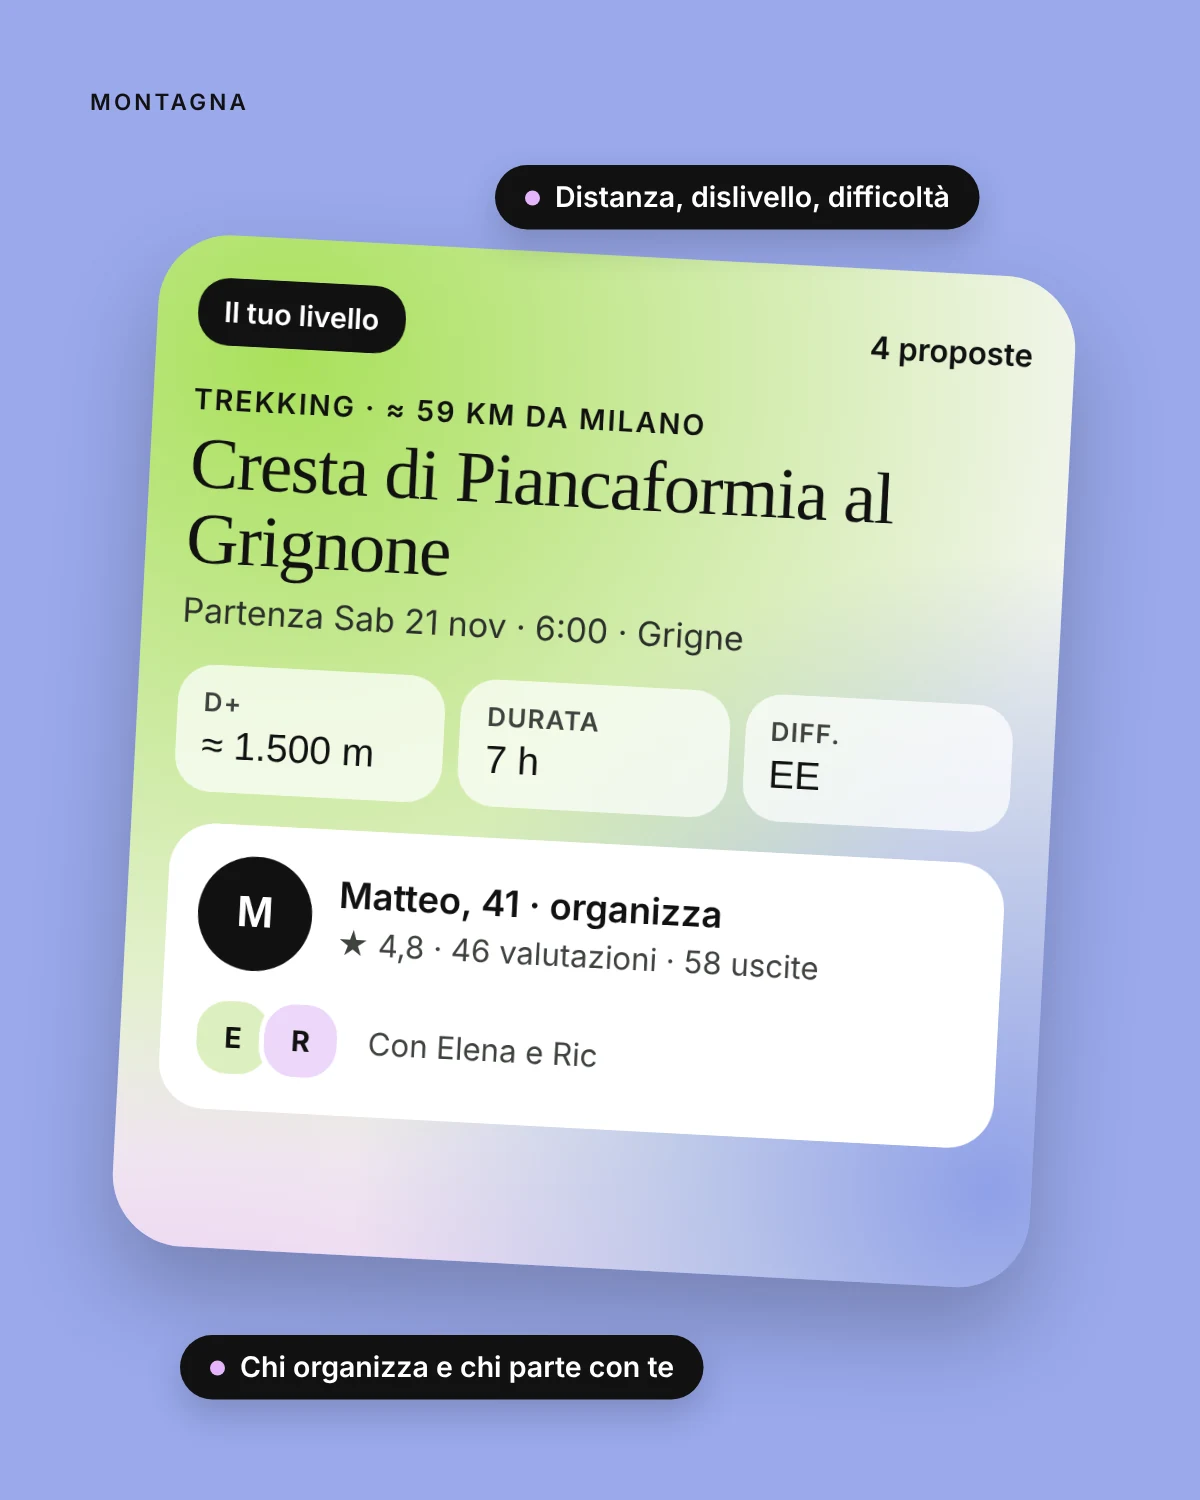 MONTAGNA
Distanza, dislivello, difficoltà
Il tuo livello
4 proposte
TREKKING · ≈ 59 KM DA MILANO
Cresta di Piancaformia al
Grignone
Partenza Sab 21 nov · 6:00 · Grigne
D+
≈ 1.500 m
DURATA
7 h
DIFF.
EE
M
Matteo, 41 · organizza
★ 4,8 · 46 valutazioni · 58 uscite
E
R
Con Elena e Ric
Chi organizza e chi parte con te